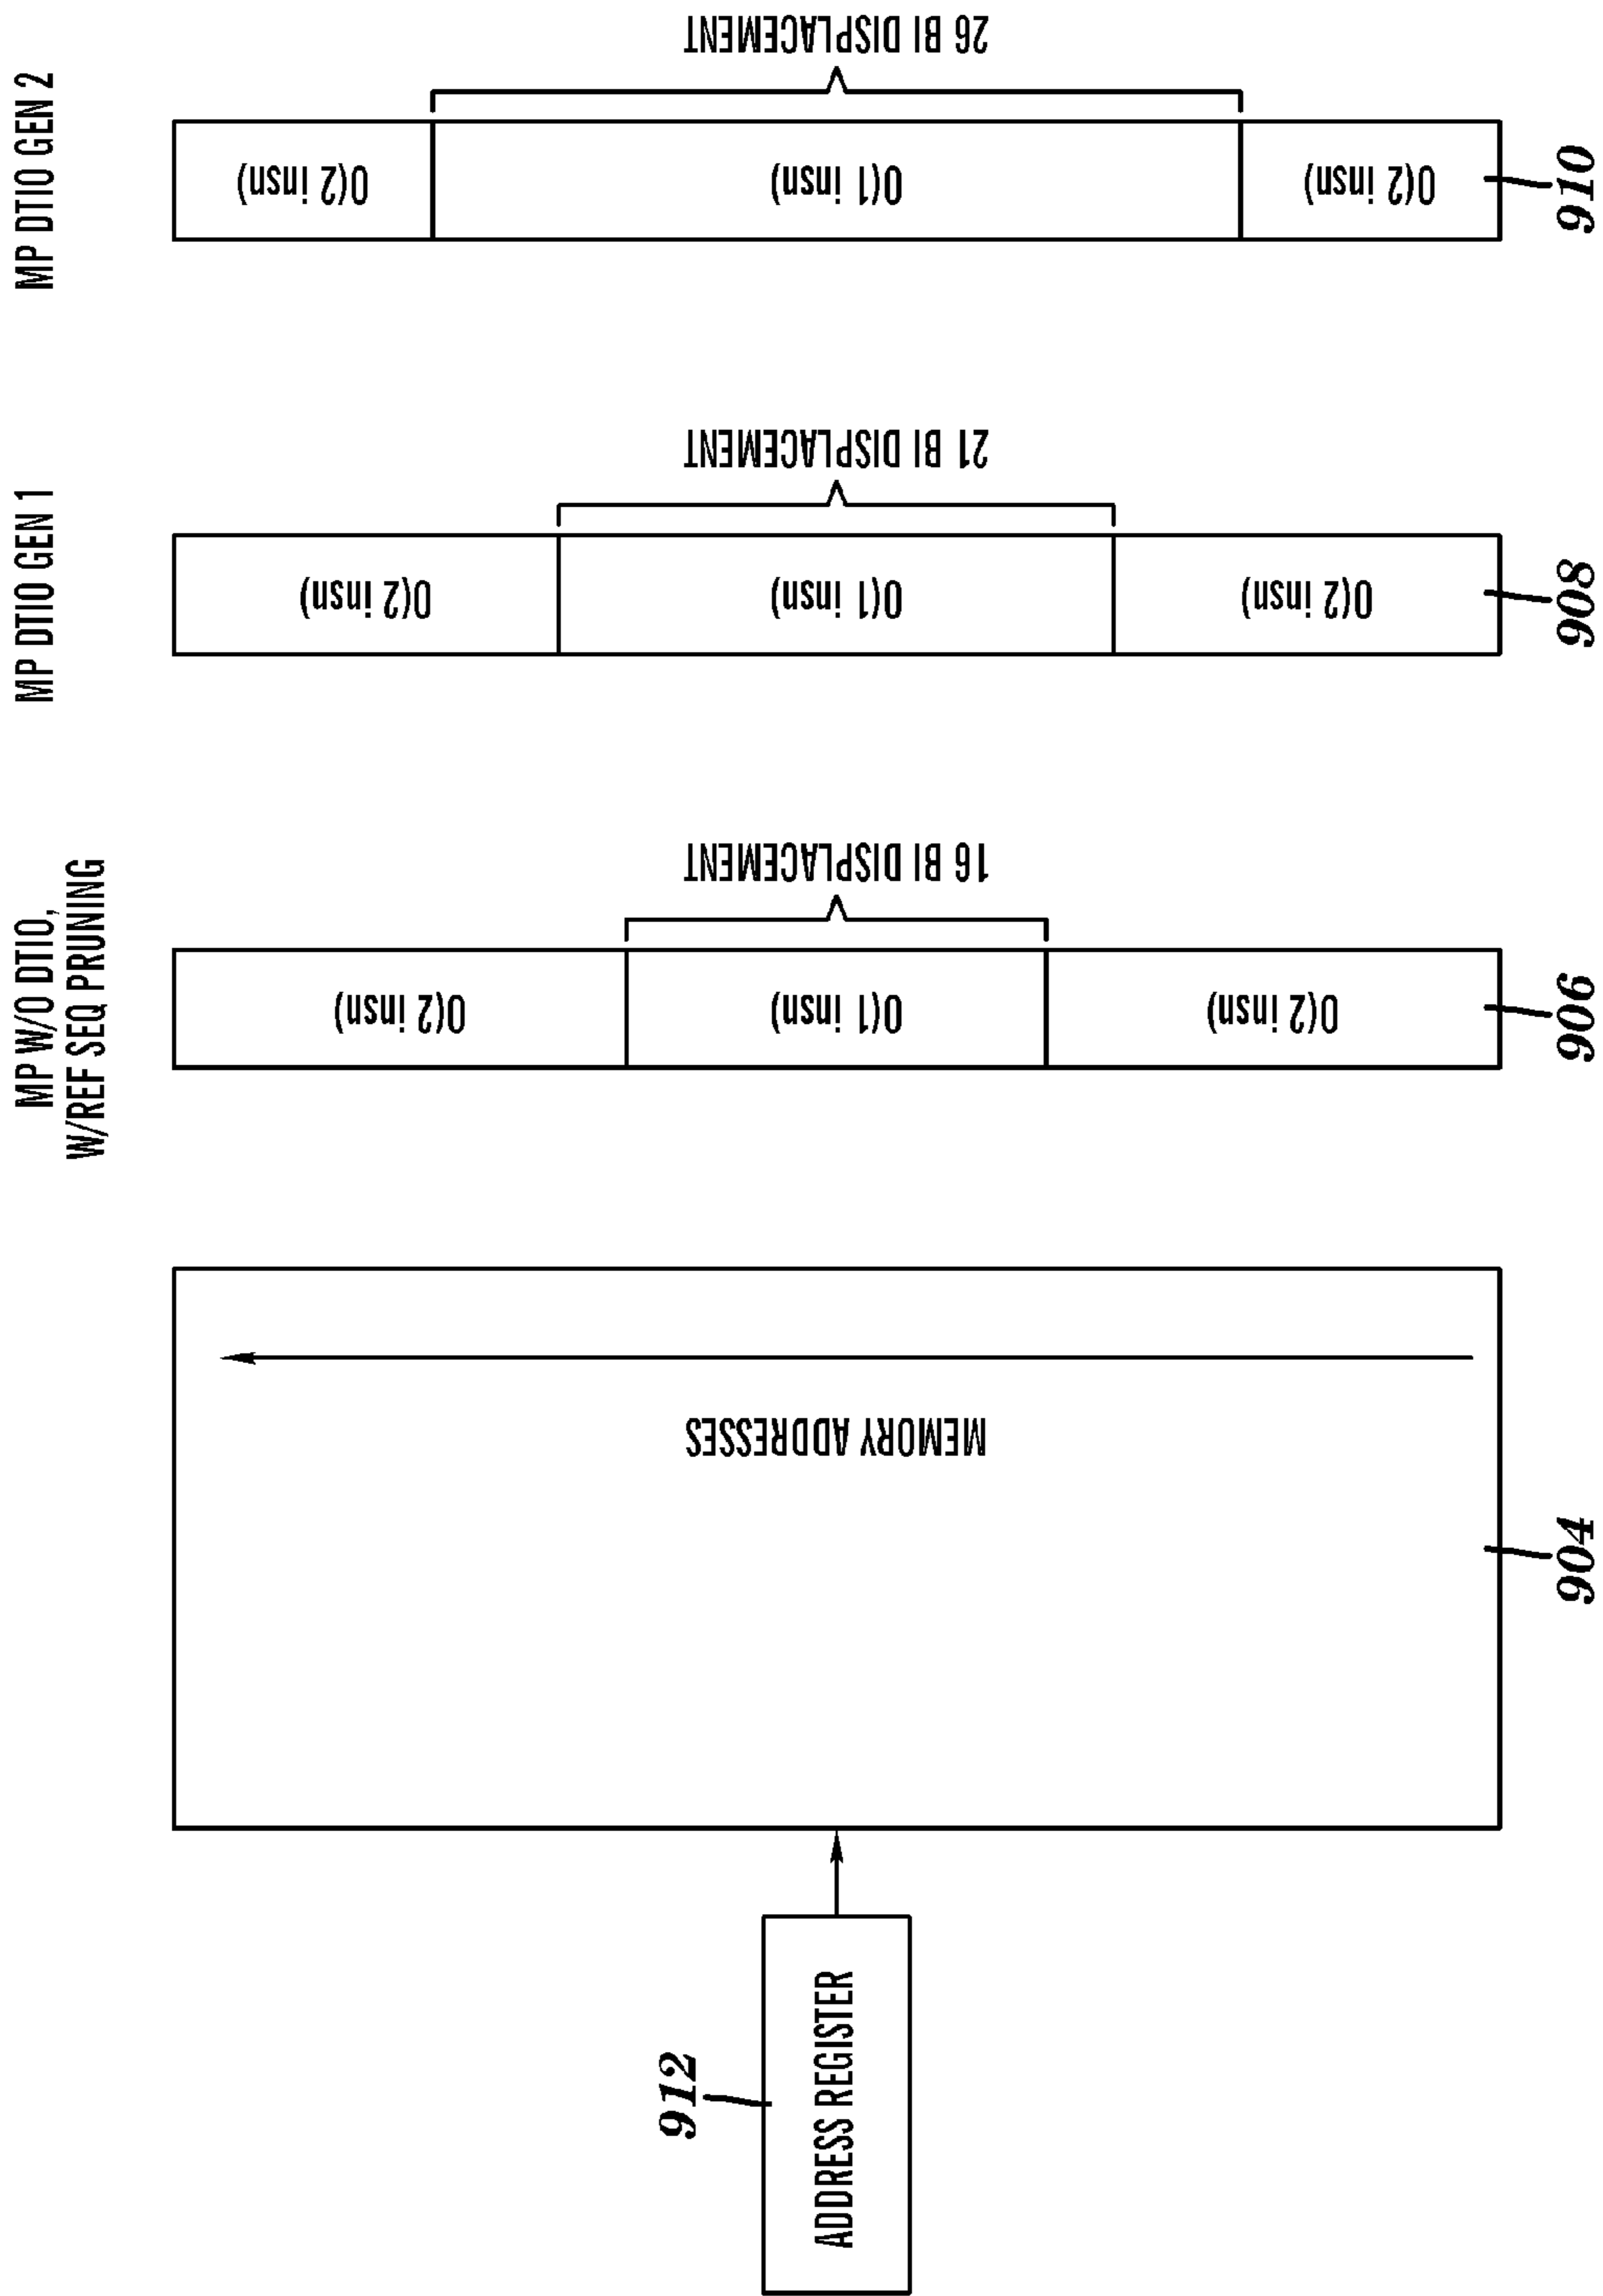 MP W/O DTIO,
W/REF SEQ PRUNING
MP DTIO GEN 1
MP DTIO GEN 2
912
ADDRESS REGISTER
MEMORY ADDRESSES
904
O(2 insn)
O(1 insn)
O(2 insn)
16 BI DISPLACEMENT
906
O(2 insn)
O(1 insn)
O(2 insn)
21 BI DISPLACEMENT
908
O(2 insn)
O(1 insn)
O(2 insn)
26 BI DISPLACEMENT
910